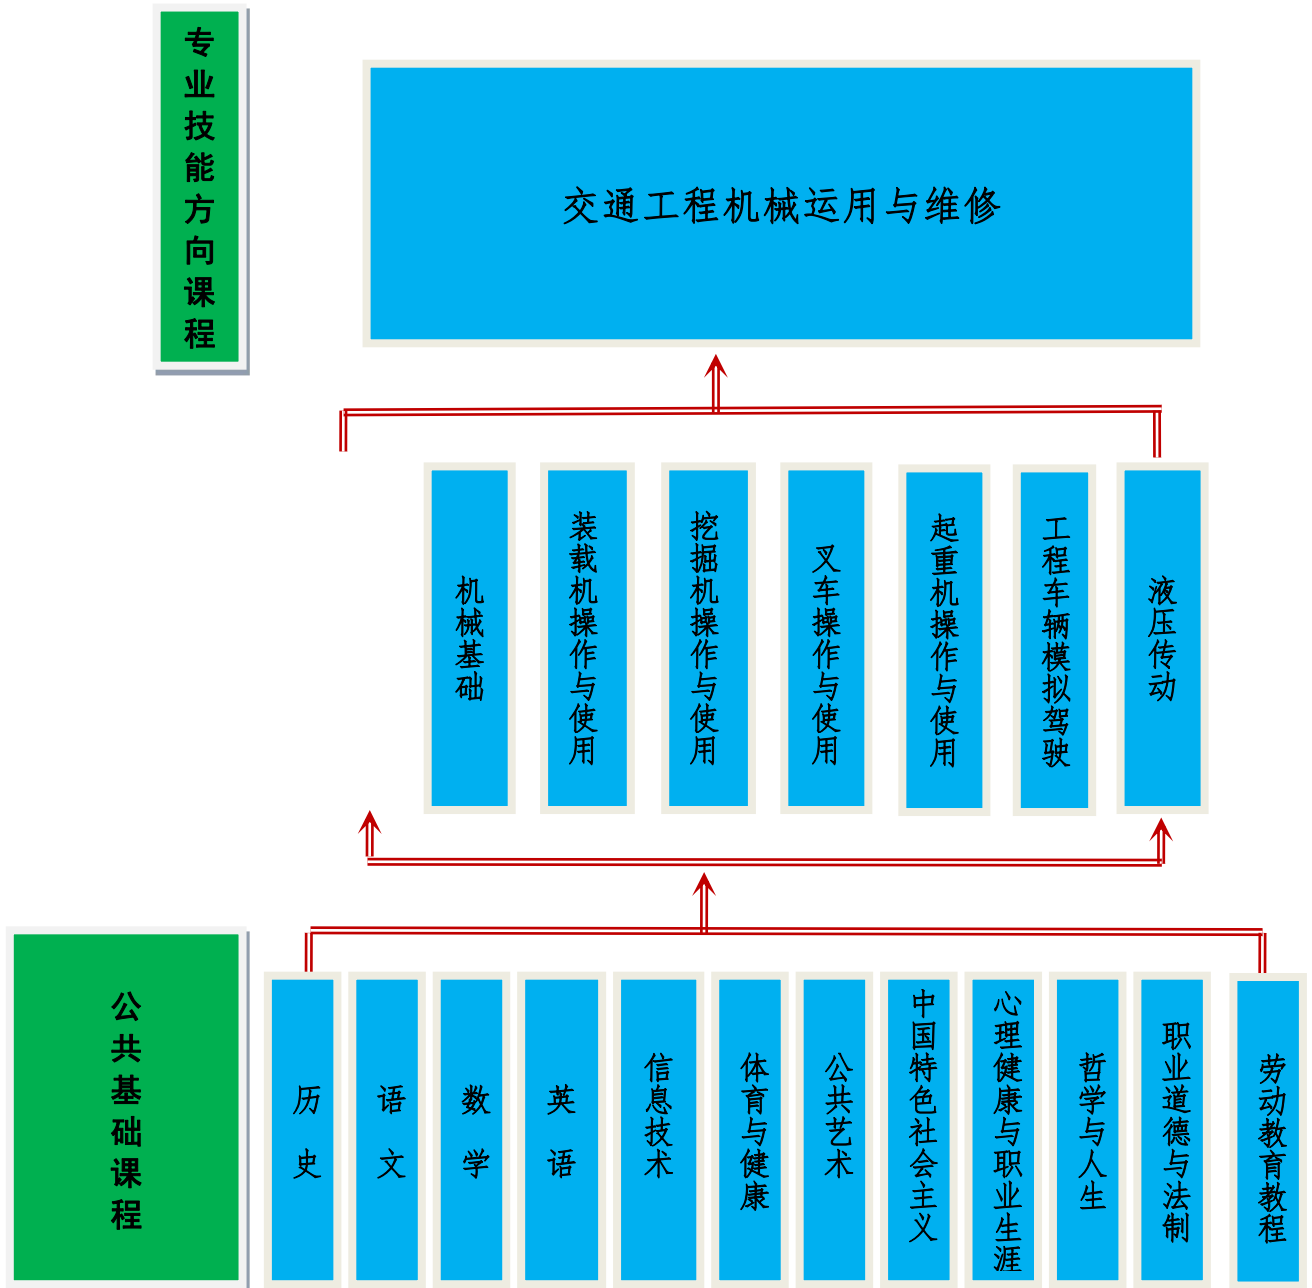 专业技能方向课程
交通工程机械运用与维修
机械基础
装载机操作与使用
挖掘机操作与使用
叉车操作与使用
起重机操作与使用
工程车辆模拟驾驶
液压传动
公共基础课程
历史
语文
数学
英语
信息技术
体育与健康
公共艺术
中国特色社会主义
心理健康与职业生涯
哲学与人生
职业道德与法制
劳动教育教程